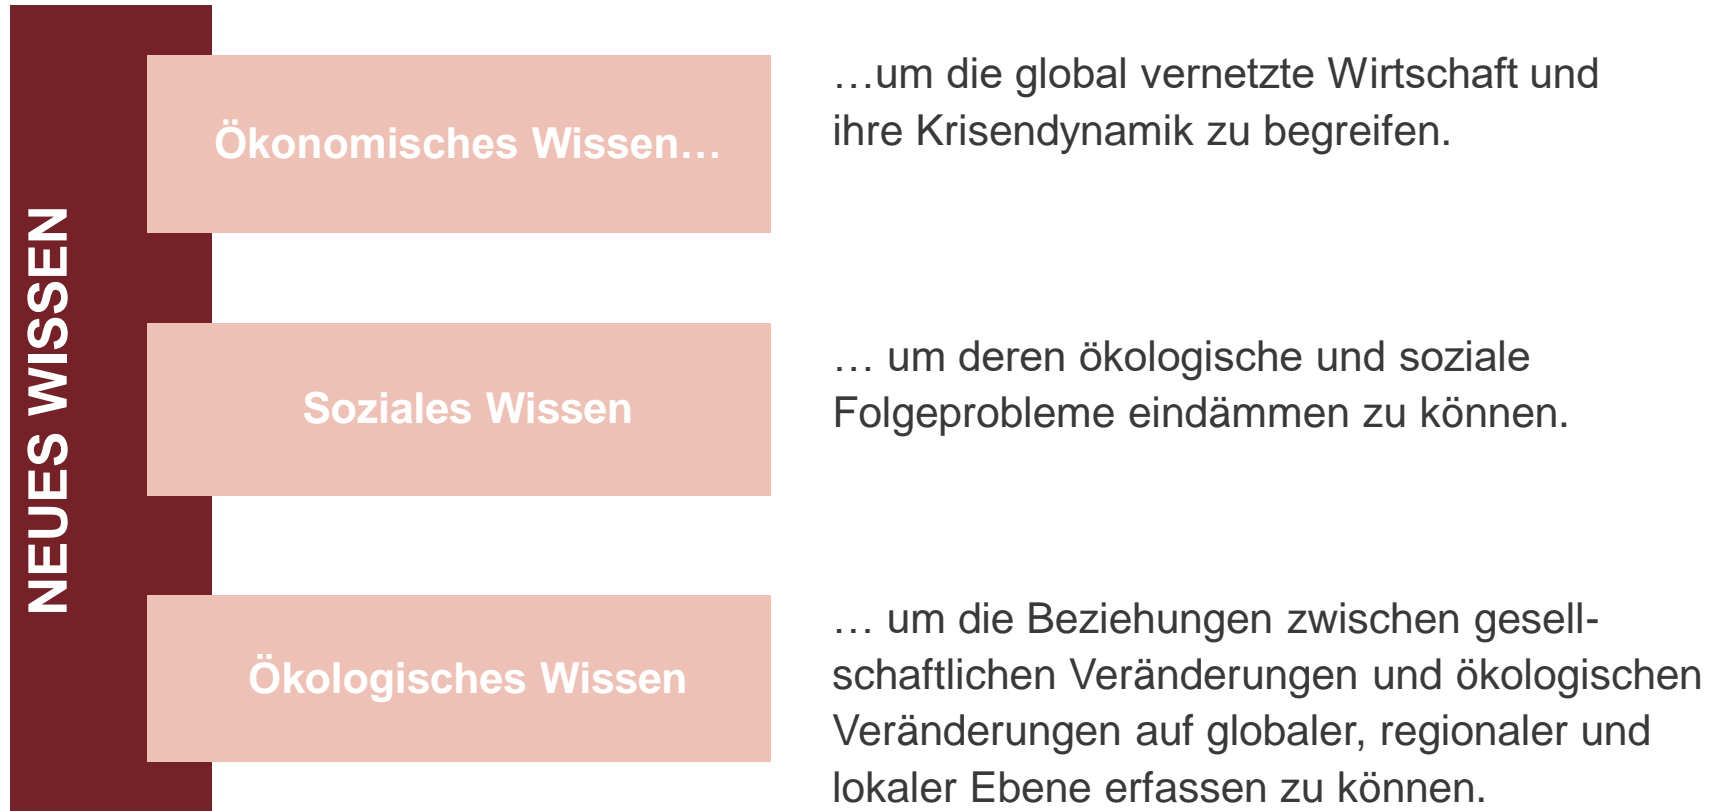 NEUES WISSEN
Ökonomisches Wissen…
…um die global vernetzte Wirtschaft und
ihre Krisendynamik zu begreifen.
Soziales Wissen
… um deren ökologische und soziale
Folgeprobleme eindämmen zu können.
Ökologisches Wissen
… um die Beziehungen zwischen gesell-
schaftlichen Veränderungen und ökologischen
Veränderungen auf globaler, regionaler und
lokaler Ebene erfassen zu können.